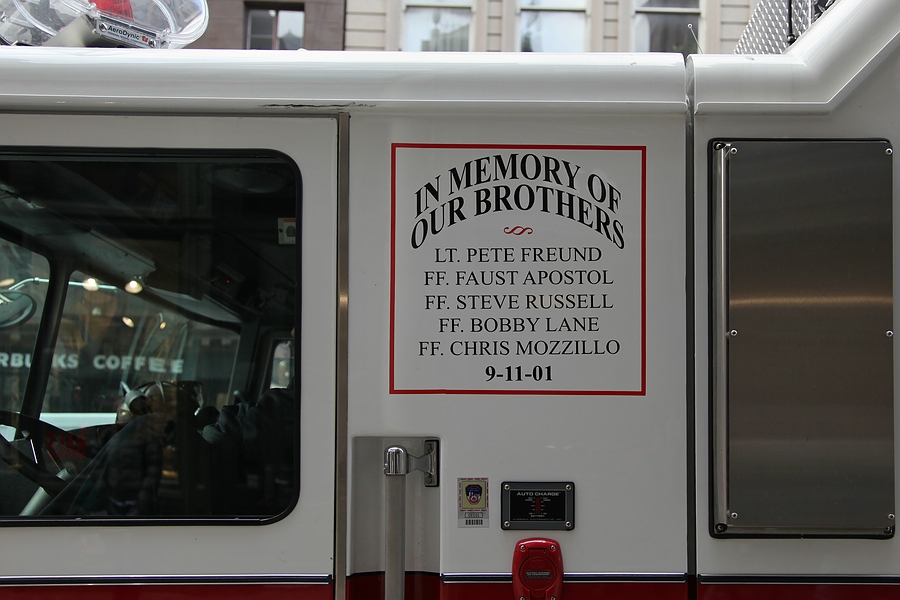 AeroDynic
IN MEMORY OF
OUR BROTHERS
LT. PETE FREUND
FF. FAUST APOSTOL
FF. STEVE RUSSELL
FF. BOBBY LANE
FF. CHRIS MOZZILLO
9-11-01
RBUCKS COFFEE
AUTO CHARGE